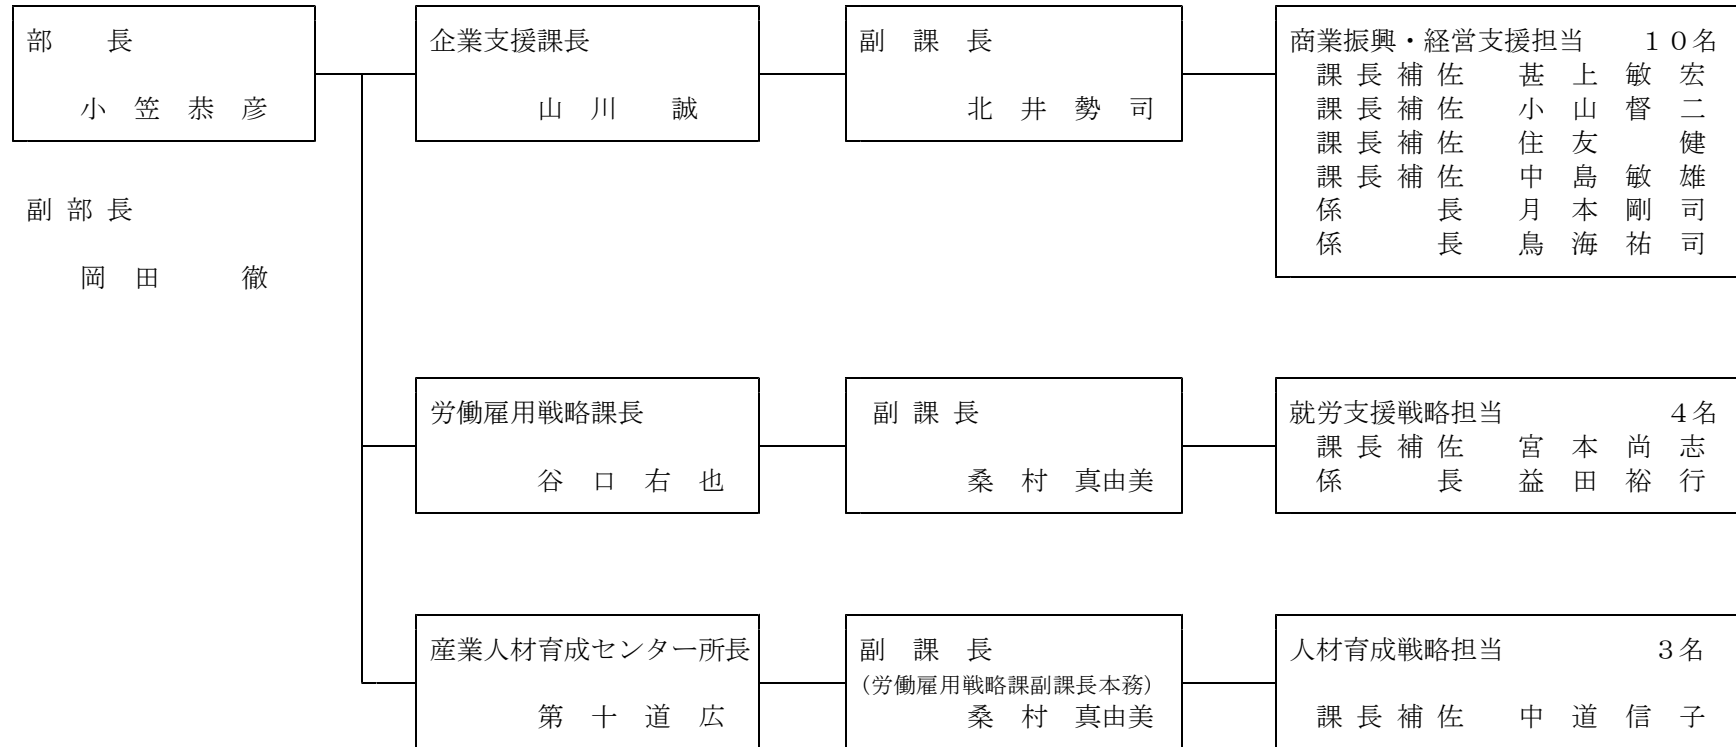 部　長
小笠恭彦
副部長
岡田　徹
企業支援課長
山川　誠
副課長
北井勢司
商業振興・経営支援担当　１０名
課長補佐　甚上敏宏
課長補佐　小山督二
課長補佐　住友　健
課長補佐　中島敏雄
係　長　月本剛司
係　長　鳥海祐司
労働雇用戦略課長
谷口右也
副課長
桑村　真由美
就労支援戦略担当　４名
課長補佐　宮本尚志
係　長　益田裕行
産業人材育成センター所長
第十道広
副課長
（労働雇用戦略課副課長本務）
桑村　真由美
人材育成戦略担当　３名
課長補佐　中道信子